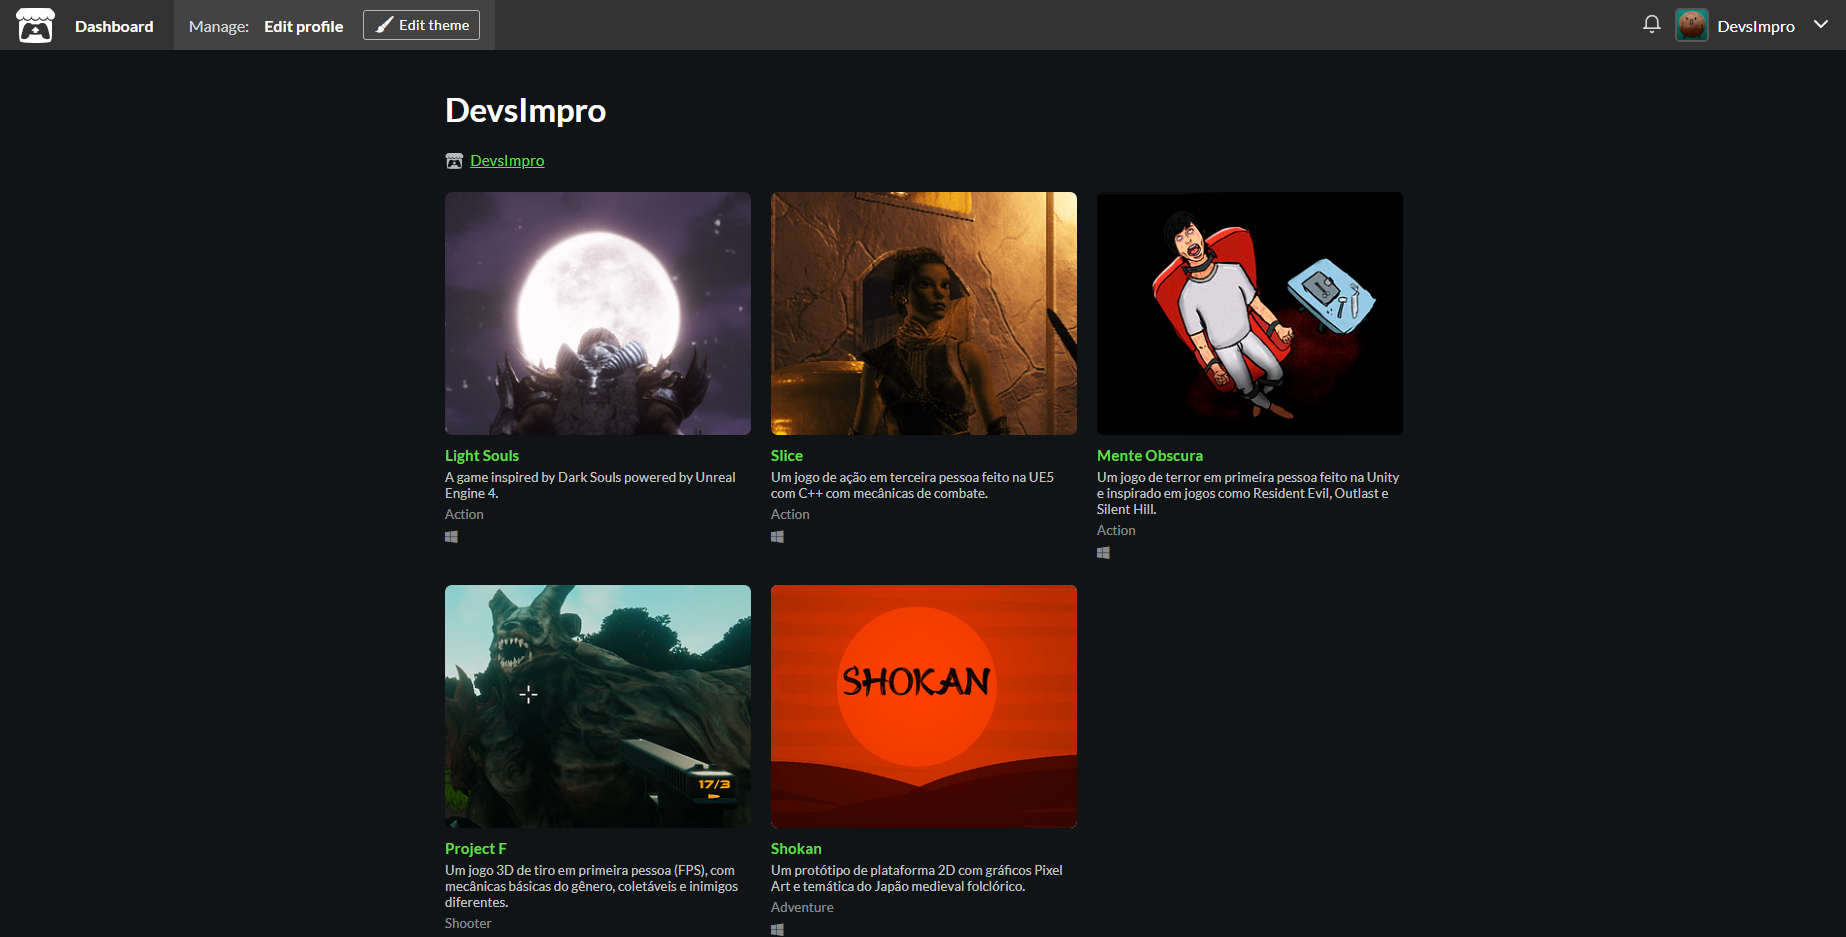 Dashboard
Manage:
Edit profile
Edit theme
DevsImpro
DevsImpro
DevsImpro
Light Souls
A game inspired by Dark Souls powered by Unreal
Engine 4.
Action
Slice
Um jogo de ação em terceira pessoa feito na UE5
com C++ com mecânicas de combate.
Action
Mente Obscura
Um jogo de terror em primeira pessoa feito na Unity
e inspirado em jogos como Resident Evil, Outlast e
Silent Hill.
Action
17/3
Project F
Um jogo 3D de tiro em primeira pessoa (FPS), com
mecânicas básicas do gênero, coletáveis e inimigos
diferentes.
Shooter
SHOKAN
Shokan
Um protótipo de plataforma 2D com gráficos Pixel
Art e temática do Japão medieval folclórico.
Adventure